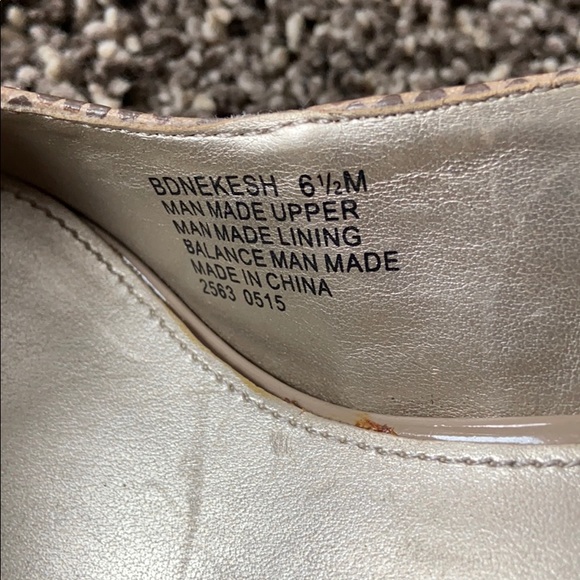 BDNEKESH 6½M
MAN MADE UPPER
MAN MADE LINING
BALANCE MAN MADE
MADE IN CHINA
2563 0515